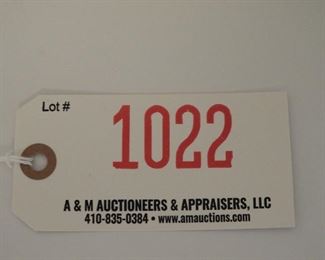 Lot #
1022
A & M AUCTIONEERS & APPRAISERS, LLC
410-835-0384 • www.amauctions.com